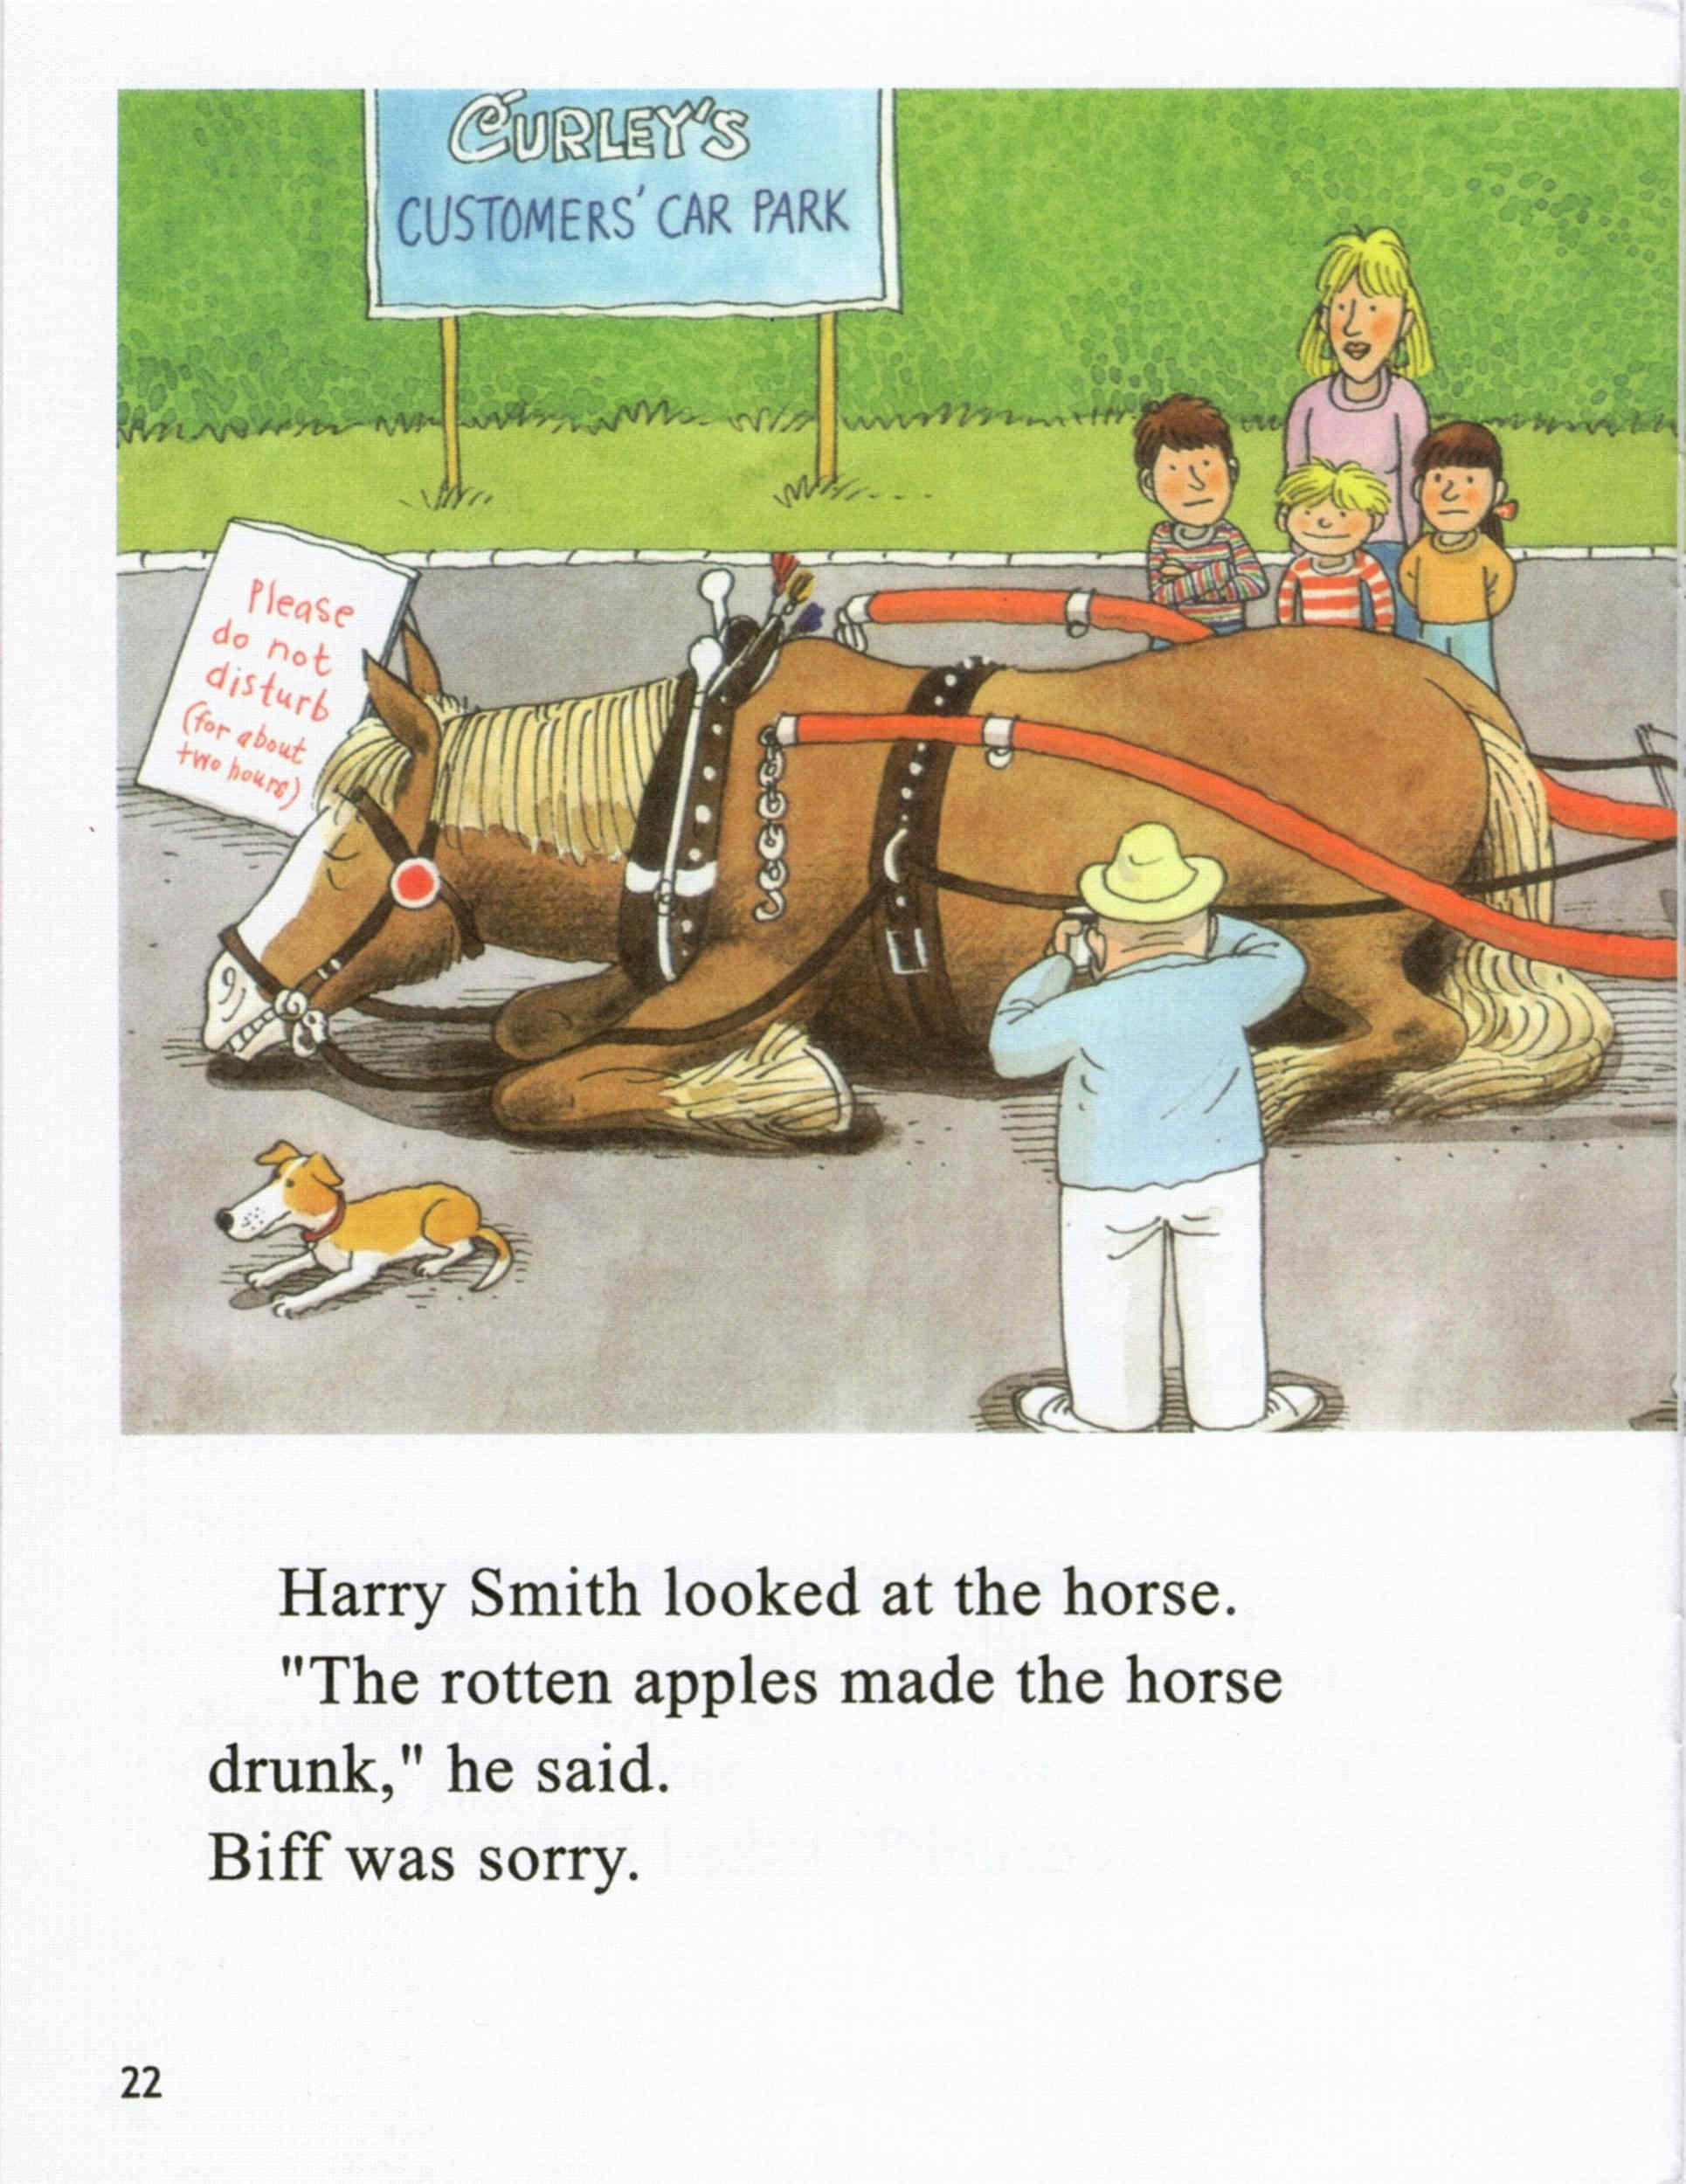 CURLEY'S
CUSTOMERS' CAR PARK
Please
do not
disturb
(for about
two hours)
Harry Smith looked at the horse.
"The rotten apples made the horse
drunk," he said.
Biff was sorry.
22